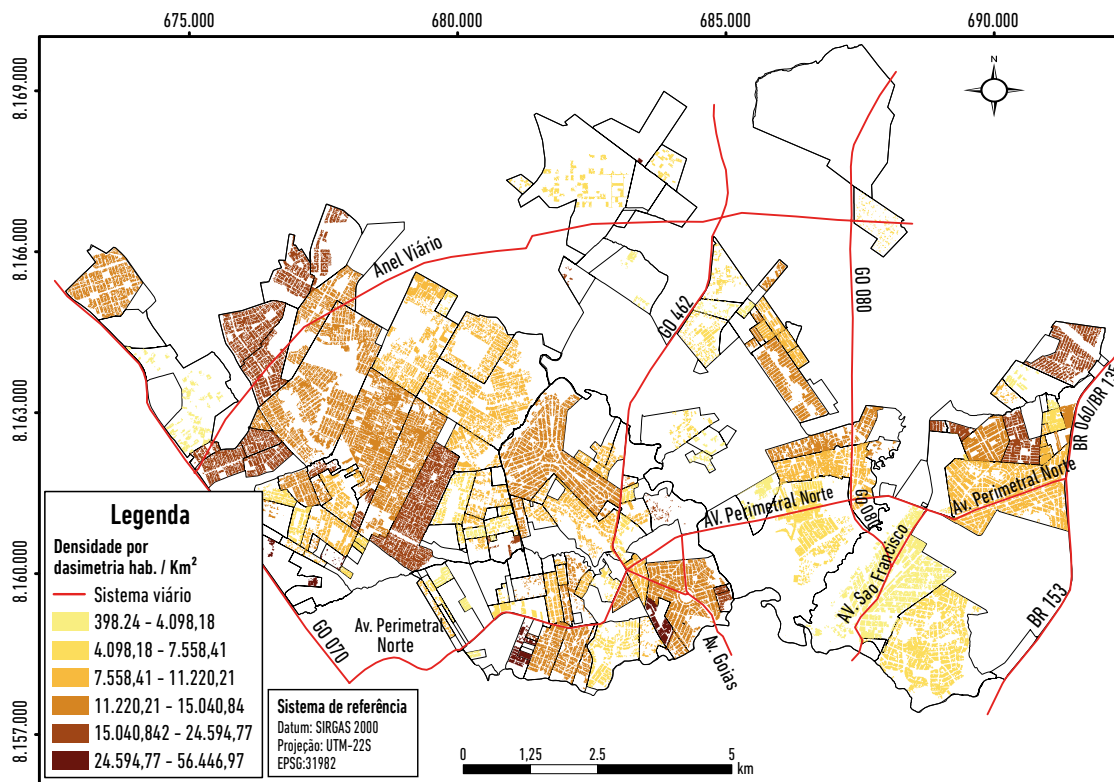 675.000
680.000
685.000
690.000
8.169.000
8.166.000
8.163.000
8.160.000
8.157.000
N
Anel Viário
GO 462
GO 080
BR 060/BR 135
Av. Perimetral Norte
Av. Perimetral Norte
GO 080
AV. Sao Francisco
BR 153
Av. Goias
GO 070
Av. Perimetral
Norte
Legenda
Densidade por
dasimetria hab. / Km²
Sistema viário
398.24 - 4.098,18
4.098,18 - 7.558,41
7.558,41 - 11.220,21
11.220,21 - 15.040,84
15.040,842 - 24.594,77
24.594,77 - 56.446,97
Sistema de referência
Datum: SIRGAS 2000
Projeção: UTM-22S
EPSG:31982
0 1,25 2.5 5
km